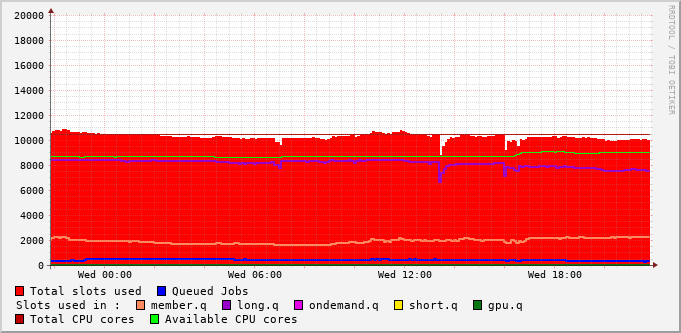 RRDTOOL / TOBI OETIKER
20000
18000
16000
14000
12000
10000
8000
6000
4000
2000
0
Wed 00:00 Wed 06:00 Wed 12:00 Wed 18:00
Total slots used Queued Jobs
Slots used in : member.q long.q ondemand.q short.q gpu.q
Total CPU cores Available CPU cores